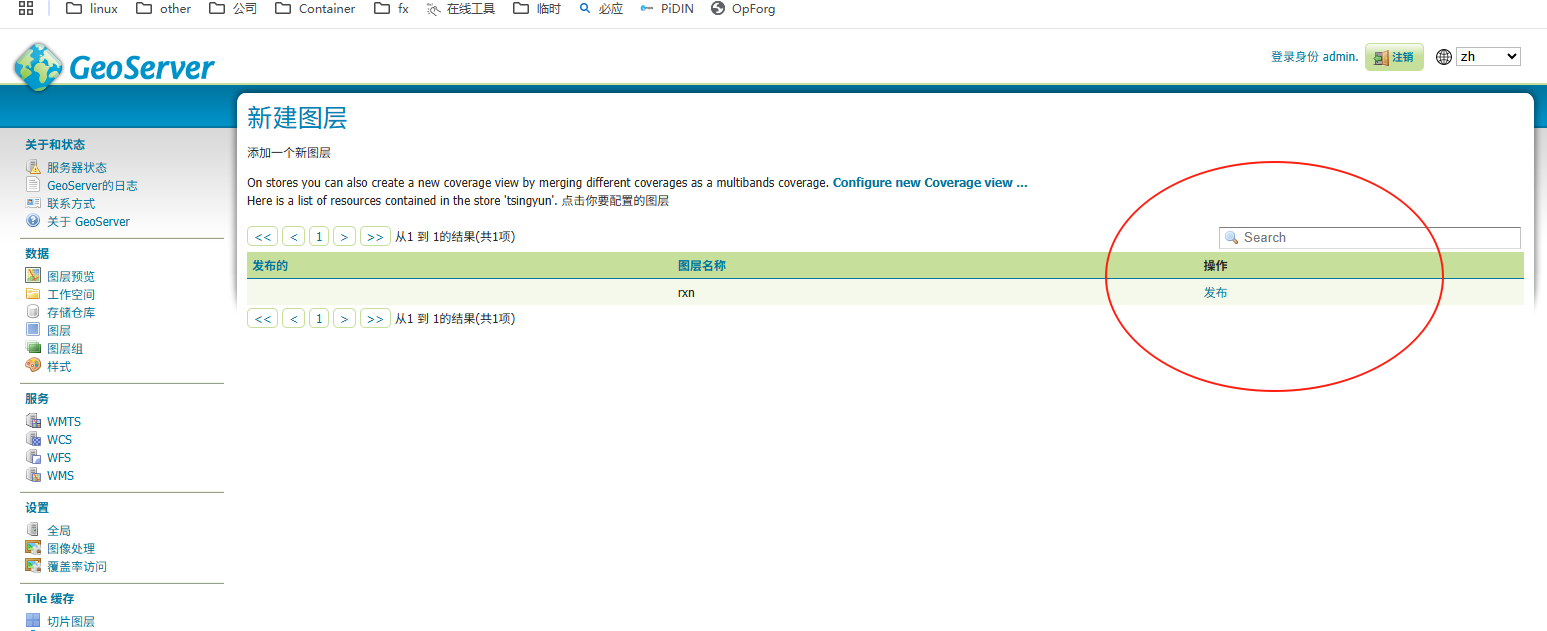 linux other 公司 Container fx 在线工具 临时 必应 PiDIN OpForg
GeoServer
登录身份 admin. 注销 zh
新建图层
添加一个新图层
On stores you can also create a new coverage view by merging different coverages as a multibands coverage. Configure new Coverage view ...
Here is a list of resources contained in the store 'tsingyun'. 点击你要配置的图层
<< < 1 > >> 从1 到 1的结果(共1项) Search
发布的 图层名称 操作
rxn 发布
<< < 1 > >> 从1 到 1的结果(共1项)
关于和状态
服务器状态
GeoServer的日志
联系方式
关于 GeoServer
数据
图层预览
工作空间
存储仓库
图层
图层组
样式
服务
WMTS
WCS
WFS
WMS
设置
全局
图像处理
覆盖率访问
Tile 缓存
切片图层